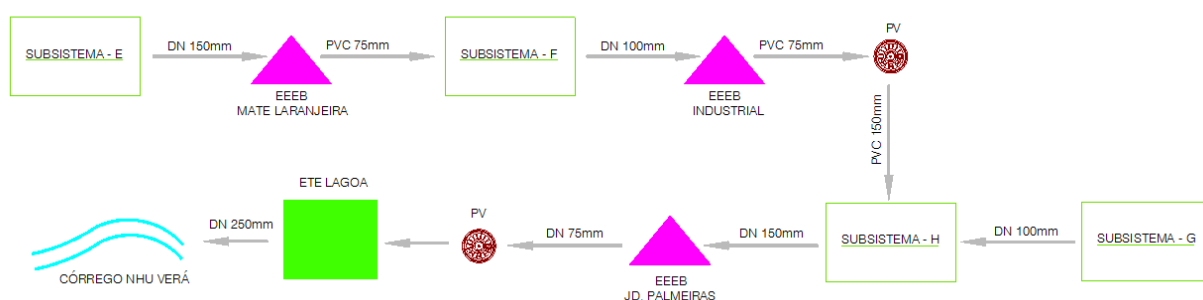 PV
SUBSISTEMA - E
DN 150mm
PVC 75mm
SUBSISTEMA - F
DN 100mm
PVC 75mm
EEEB
MATE LARANJEIRA
EEEB
INDUSTRIAL
PVC 150mm
ETE LAGOA
PV
DN 250mm
DN 75mm
DN 150mm
SUBSISTEMA - H
DN 100mm
SUBSISTEMA - G
CÓRREGO NHU VERÁ
EEEB
JD. PALMEIRAS